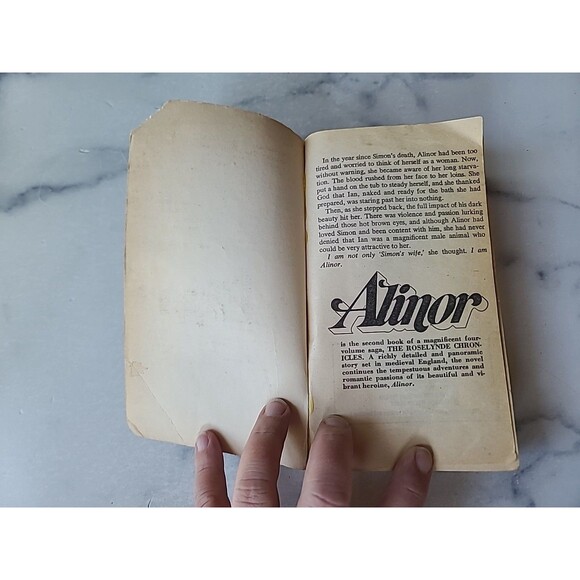 In the year since Simon's death, Alinor had been too
tired and worried to think of herself as a woman. Now,
without warning, she became aware of her long starva-
tion. The blood rushed from her face to her loins. She
put a hand on the tub to steady herself, and she thanked
God that Ian, naked and ready for the bath she had
prepared, was staring past her into nothing.
Then, as she stepped back, the full impact of his dark
beauty hit her. There was violence and passion lurking
behind those hot brown eyes, and although Alinor had
loved Simon and been content with him, she had never
denied that Ian was a magnificent male animal who
could be very attractive to her.
I am not only 'Simon's wife,' she thought. I am
Alinor.
Alinor
is the second book of a magnificent four-
volume saga, THE ROSELYNDE CHRON-
ICLES. A richly detailed and panoramic
story set in medieval England, the novel
continues the tempestuous adventures and
romantic passions of its beautiful and vi-
brant heroine, Alinor.